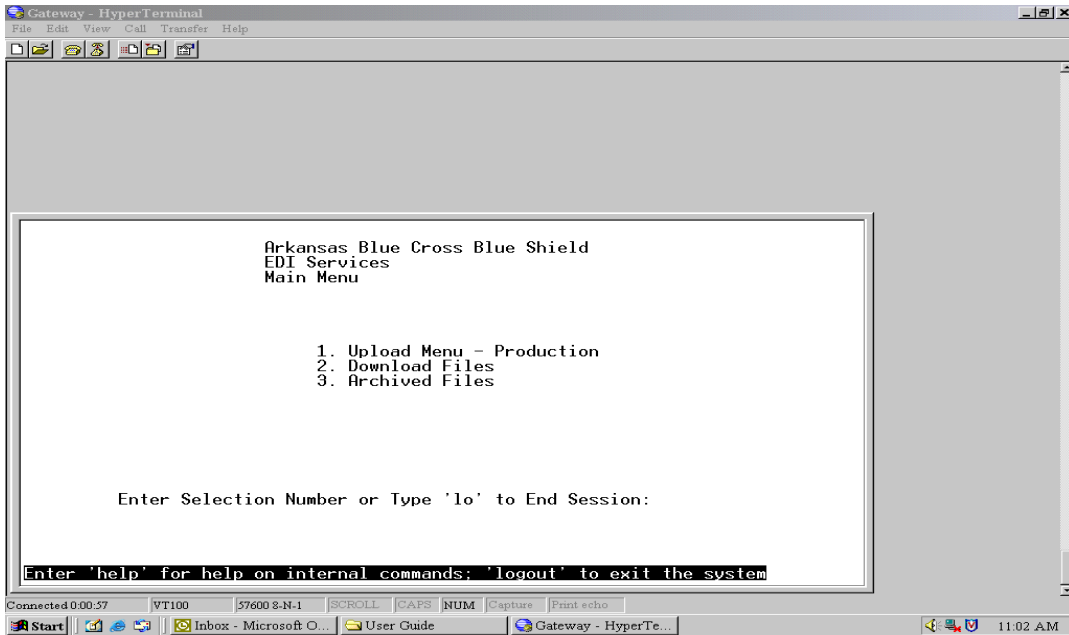 Gateway - HyperTerminal
File Edit View Call Transfer Help
Arkansas Blue Cross Blue Shield
EDI Services
Main Menu
1. Upload Menu - Production
2. Download Files
3. Archived Files
Enter Selection Number or Type 'lo' to End Session:
Enter 'help' for help on internal commands; 'logout' to exit the system
Connected 0:00:57 VT100 57600 8-N-1 SCROLL CAPS NUM Capture Print echo
Start Inbox - Microsoft O... User Guide Gateway - HyperTe... 11:02 AM